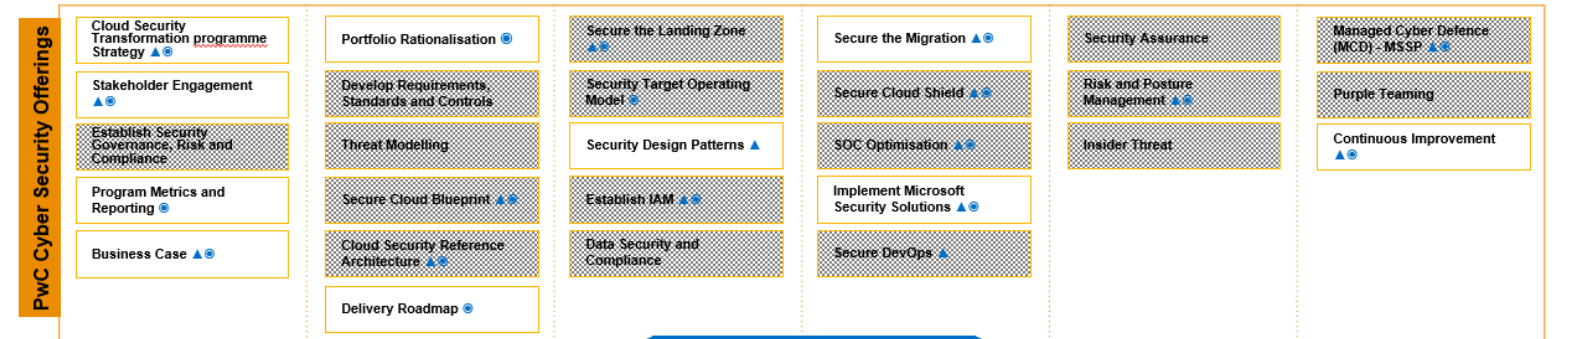 PwC Cyber Security Offerings
Cloud Security
Transformation programme
Strategy
Stakeholder Engagement
Establish Security
Governance, Risk and
Compliance
Program Metrics and
Reporting
Business Case
Portfolio Rationalisation
Develop Requirements,
Standards and Controls
Threat Modelling
Secure Cloud Blueprint
Cloud Security Reference
Architecture
Delivery Roadmap
Secure the Landing Zone
Security Target Operating
Model
Security Design Patterns
Establish IAM
Data Security and
Compliance
Secure the Migration
Secure Cloud Shield
SOC Optimisation
Implement Microsoft
Security Solutions
Secure DevOps
Security Assurance
Risk and Posture
Management
Insider Threat
Managed Cyber Defence
(MCD) - MSSP
Purple Teaming
Continuous Improvement